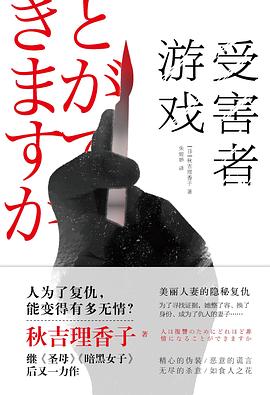 とがで
きますか
受害者
游戏
[日] 秋吉理香子 著
译
人为了复仇,
能变得有多无情?
秋吉理香子 著
继《圣母》《暗黑女子》
后又一力作
美丽人妻的隐秘复仇
为了寻找证据,她整了容、换了
身份,成为了仇人的妻子……
人は復讐のためにどれほど非
情になることができますか
精心的伪装/恶意的谎言
无尽的杀意/如食人之花